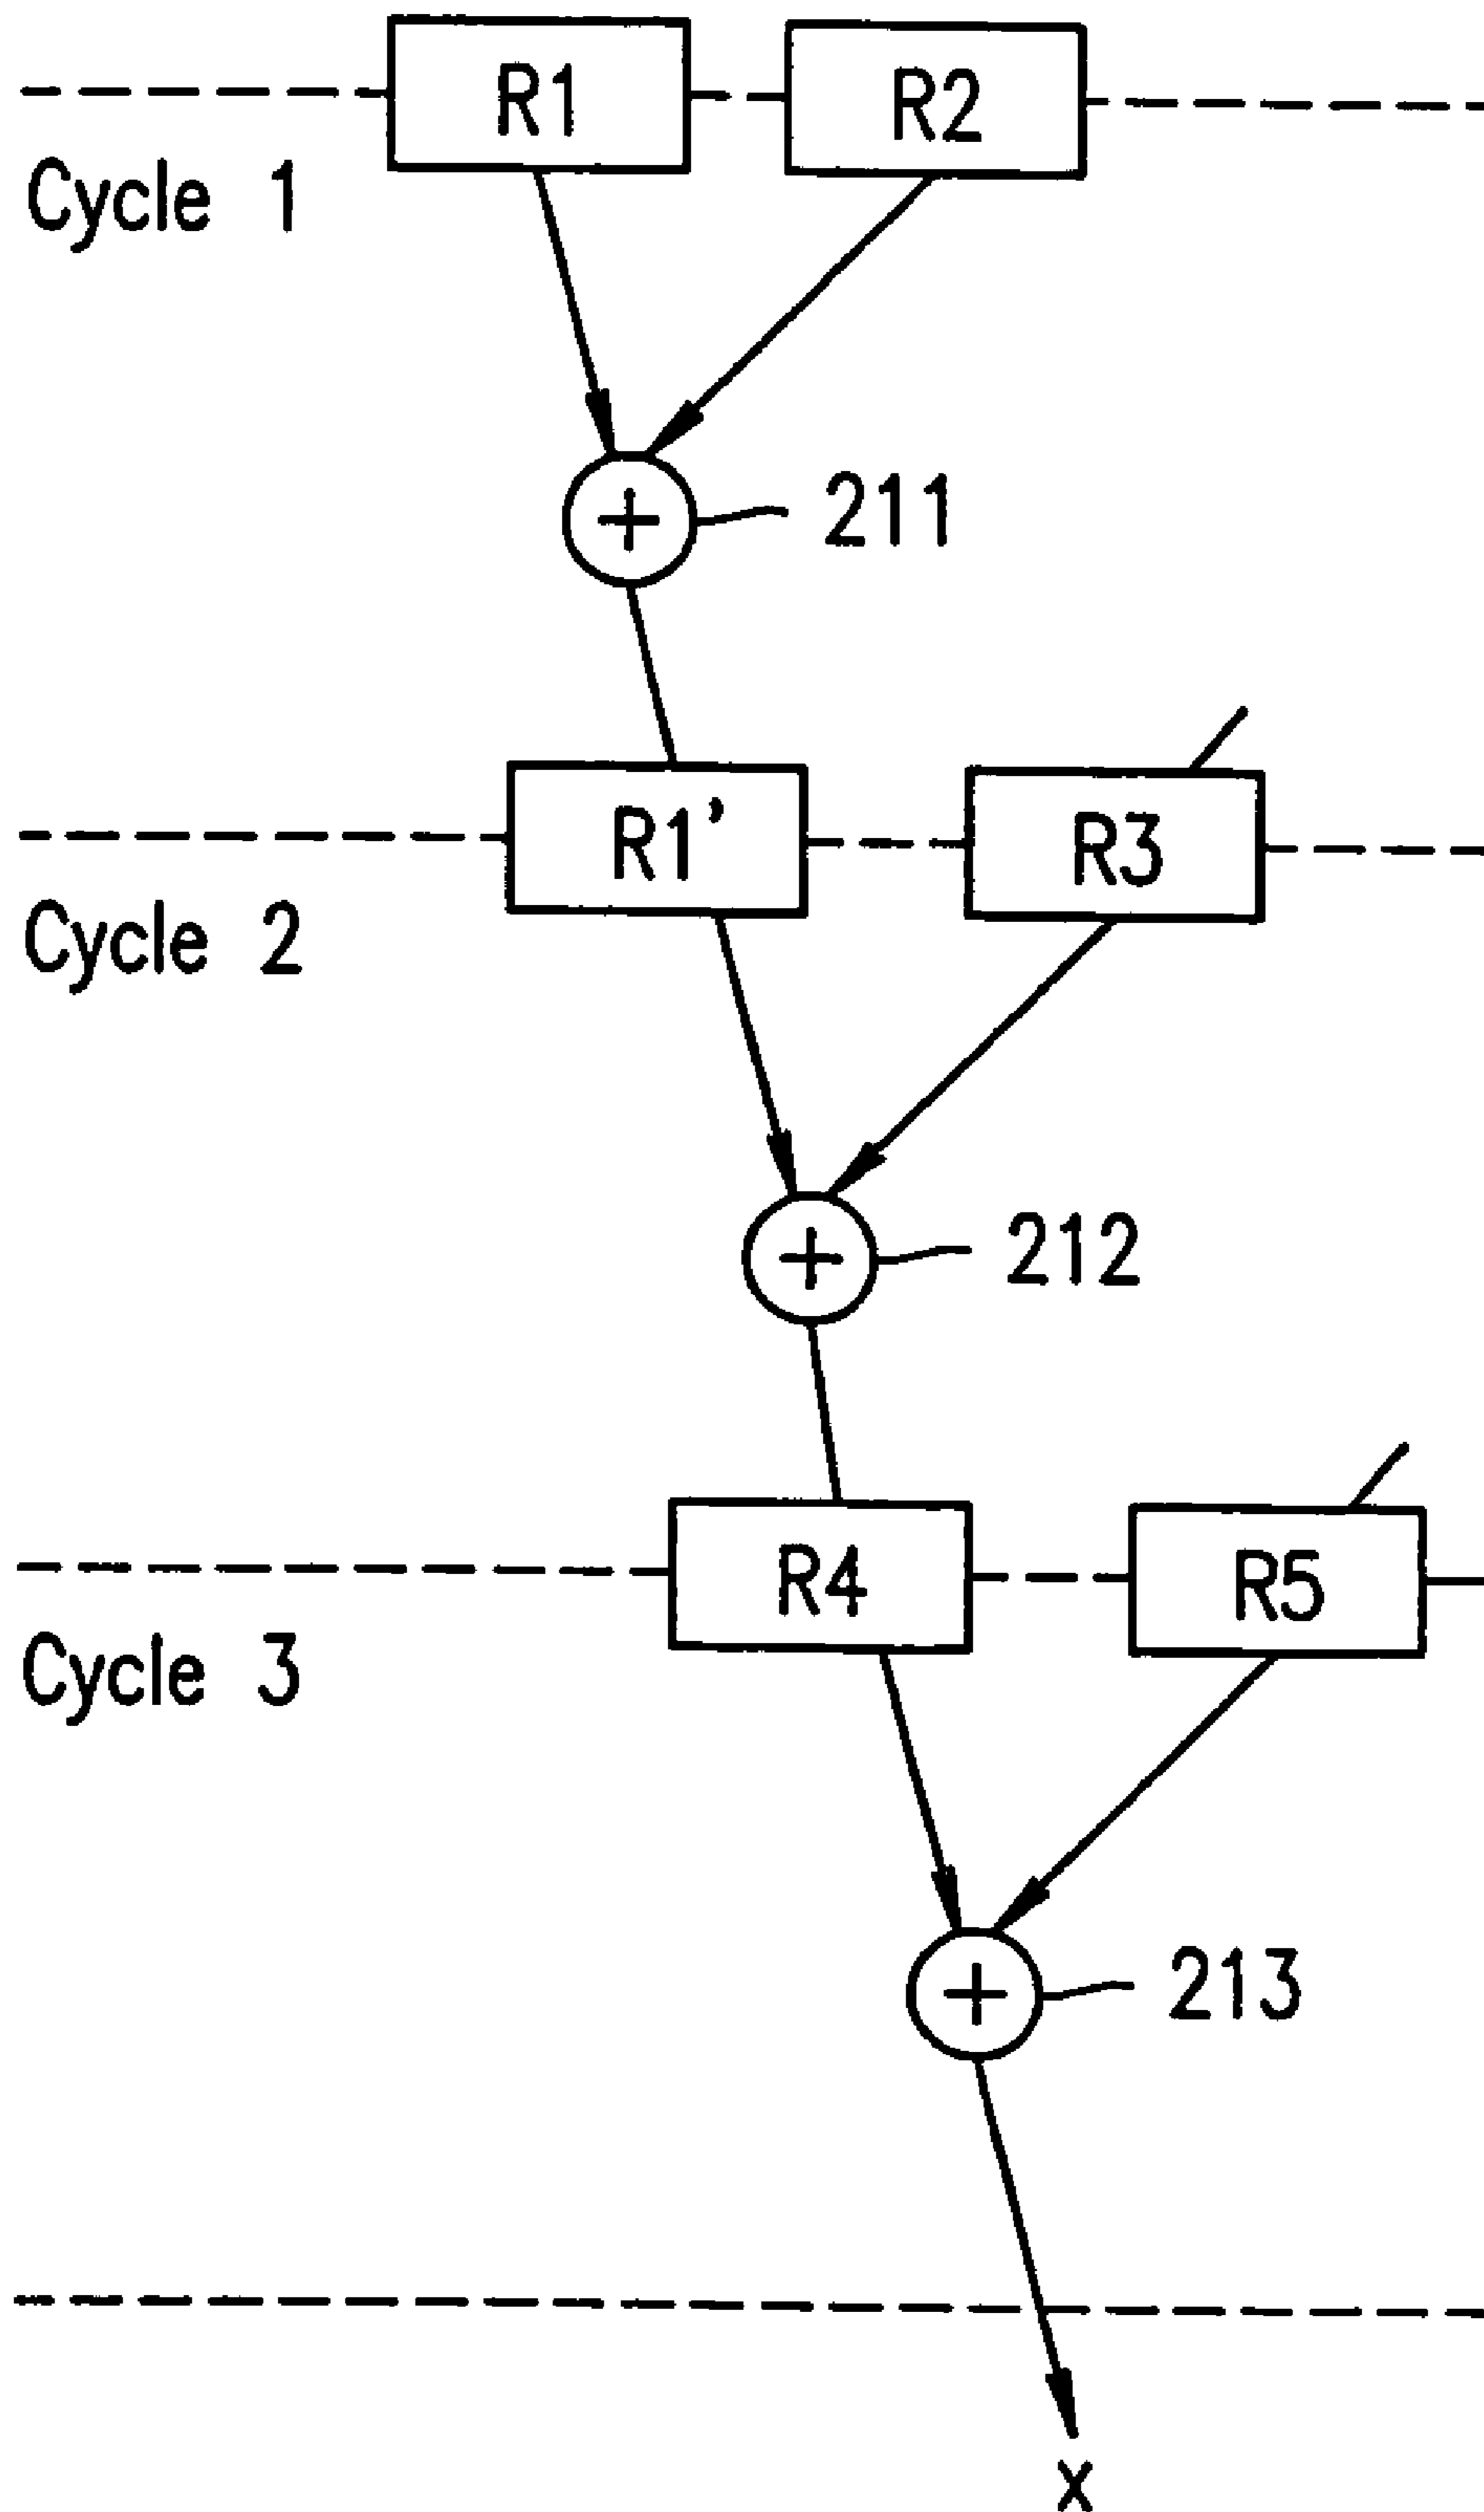 R1 R2
Cycle 1
+ 211
R1’ R3
Cycle 2
+ 212
R4 R5
Cycle 3
+ 213
x